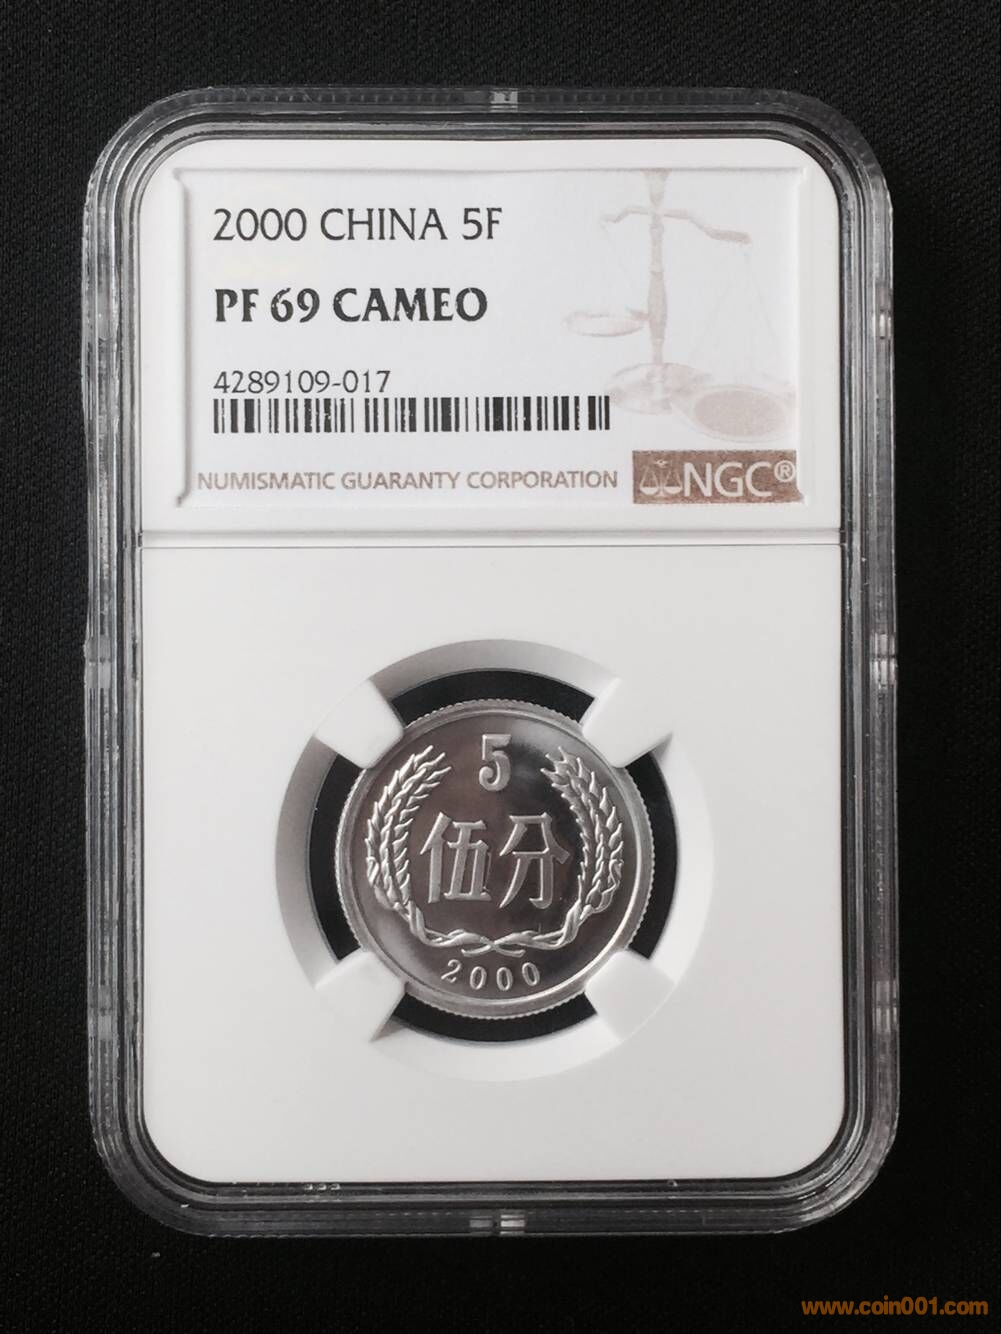 2000 CHINA 5F
PF 69 CAMEO
4289109-017
NUMISMATIC GUARANTY CORPORATION
NGC®
5
伍分
2000
www.coin001.com